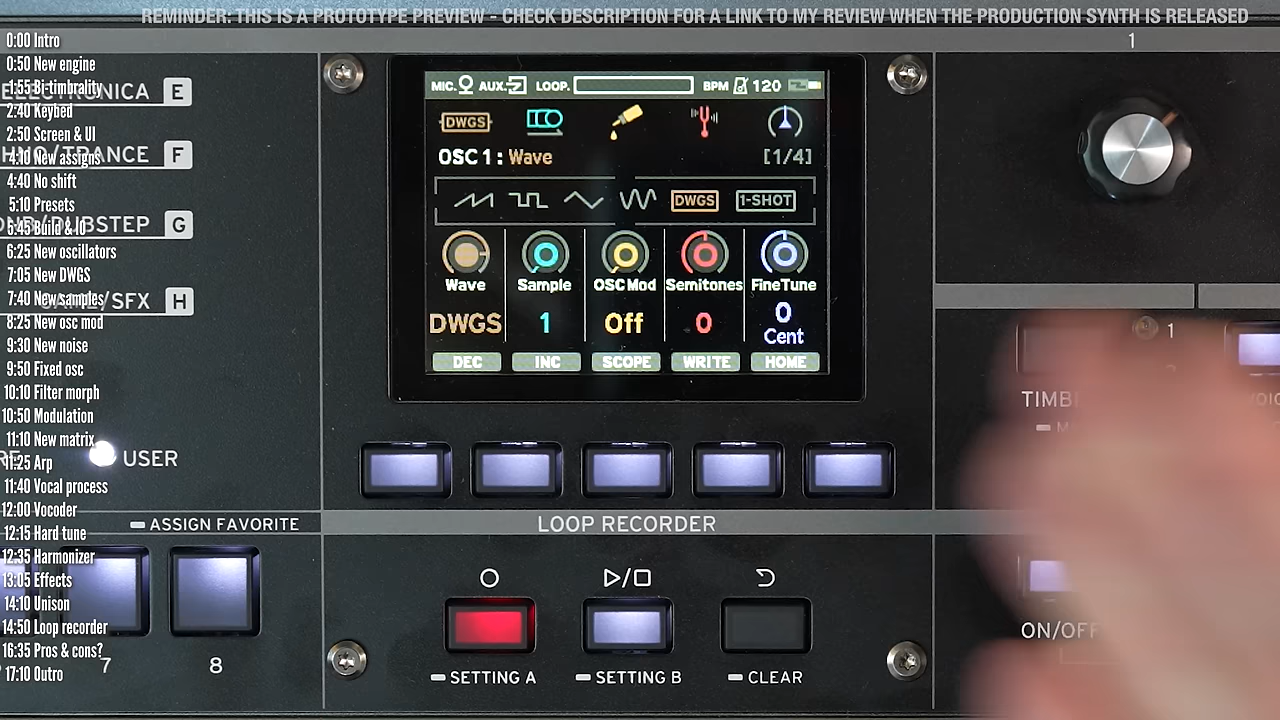 REMINDER: THIS IS A PROTOTYPE PREVIEW - CHECK DESCRIPTION FOR A LINK TO MY REVIEW WHEN THE PRODUCTION SYNTH IS RELEASED
0:00 Intro
0:50 New engine
1:55 Bi-timbrality
2:40 Keybed
2:50 Screen & UI
4:10 New assigns
4:40 No shift
5:10 Presets
5:45 Build & IO
6:25 New oscillators
7:05 New DWGS
7:40 New samples
8:25 New osc mod
9:30 New noise
9:50 Fixed osc
10:10 Filter morph
10:50 Modulation
11:10 New matrix
11:25 Arp
11:40 Vocal process
12:00 Vocoder
12:15 Hard tune
12:35 Harmonizer
13:05 Effects
14:10 Unison
14:50 Loop recorder
16:35 Pros & cons?
17:10 Outro
E
/TRANCE F
/DUBSTEP G
/SFX H
USER
ASSIGN FAVORITE
7
8
MIC. AUX. LOOP. BPM 120
DWGS
OSC 1 : Wave [1/4]
DWGS 1-SHOT
Wave Sample OSC Mod Semitones FineTune
DWGS 1 Off 0 0
Cent
DEC INC SCOPE WRITE HOME
LOOP RECORDER
SETTING A SETTING B CLEAR
1
1
TIMB
ON/OFF